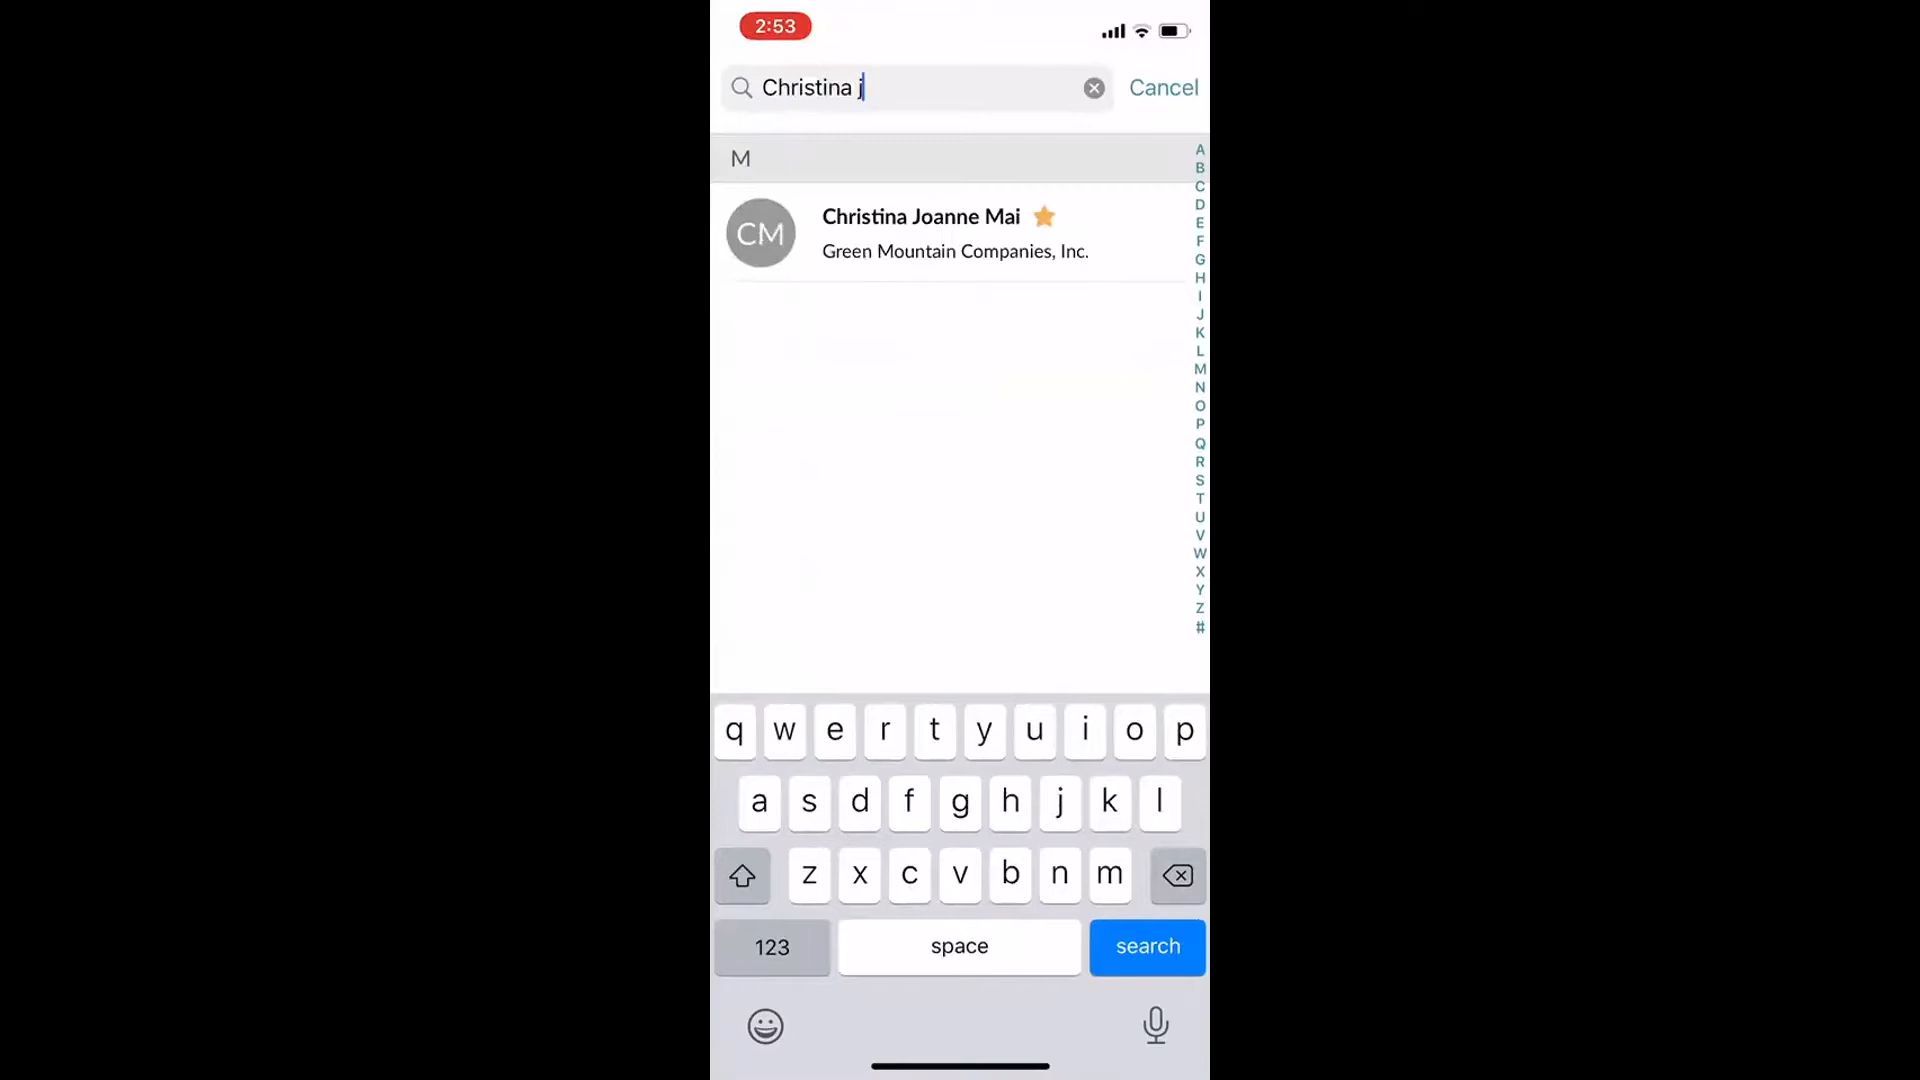 2:53
Christina j
Cancel
M
CM
Christina Joanne Mai
Green Mountain Companies, Inc.
A
B
C
D
E
F
G
H
I
J
K
L
M
N
O
P
Q
R
S
T
U
V
W
X
Y
Z
#
q w e r t y u i o p
a s d f g h j k l
z x c v b n m
123 space search